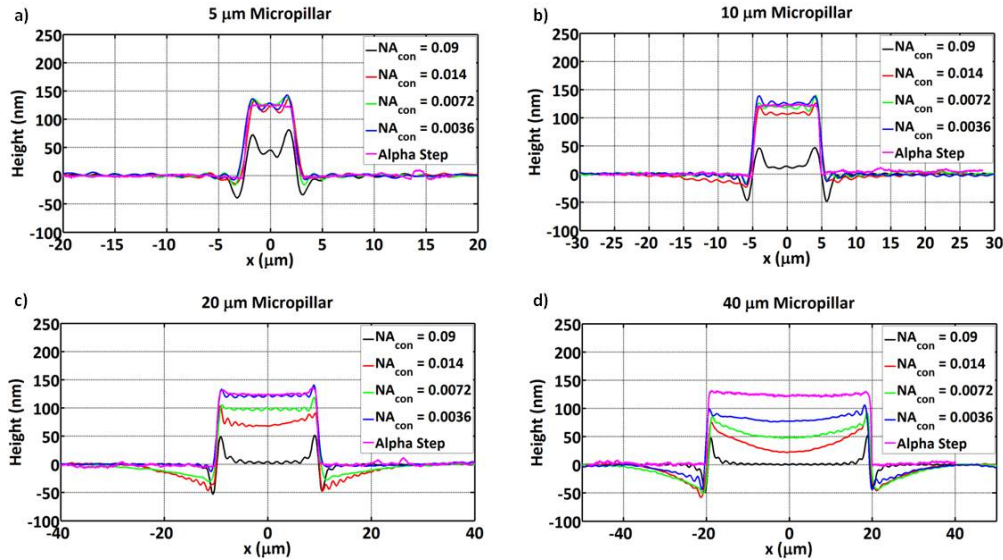 a)
5 μm Micropillar
Height (nm)
250
200
150
100
50
0
-50
-100
NAcon = 0.09
NAcon = 0.014
NAcon = 0.0072
NAcon = 0.0036
Alpha Step
-20 -15 -10 -5 0 5 10 15 20
x (μm)
b)
10 μm Micropillar
Height (nm)
250
200
150
100
50
0
-50
-100
NAcon = 0.09
NAcon = 0.014
NAcon = 0.0072
NAcon = 0.0036
Alpha Step
-30 -25 -20 -15 -10 -5 0 5 10 15 20 25 30
x (μm)
c)
20 μm Micropillar
Height (nm)
250
200
150
100
50
0
-50
-100
NAcon = 0.09
NAcon = 0.014
NAcon = 0.0072
NAcon = 0.0036
Alpha Step
-40 -20 0 20 40
x (μm)
d)
40 μm Micropillar
Height (nm)
250
200
150
100
50
0
-50
-100
NAcon = 0.09
NAcon = 0.014
NAcon = 0.0072
NAcon = 0.0036
Alpha Step
-40 -20 0 20 40
x (μm)